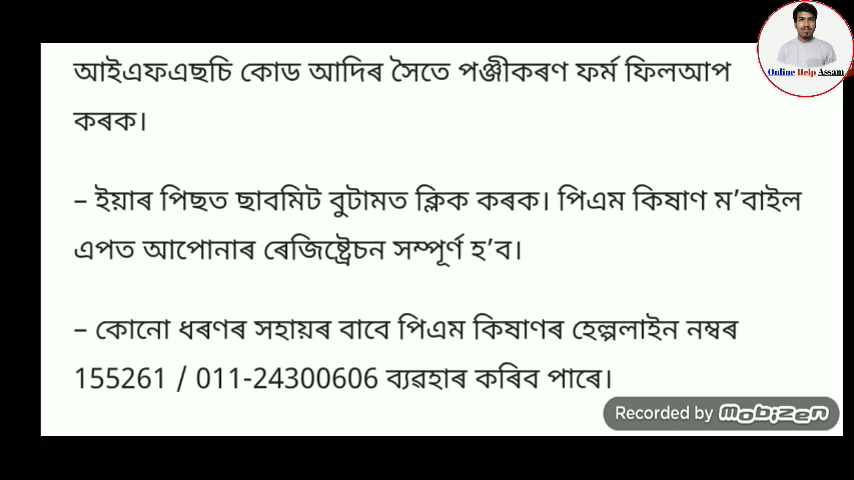 Online Help Assam
আইএফএছচি কোড আদিৰ সৈতে পঞ্জীকৰণ ফৰ্ম ফিলআপ
কৰক।
– ইয়াৰ পিছত ছাবমিট বুটামত ক্লিক কৰক। পিএম কিষাণ ম’বাইল
এপত আপোনাৰ ৰেজিষ্ট্ৰেচন সম্পূৰ্ণ হ’ব।
– কোনো ধৰণৰ সহায়ৰ বাবে পিএম কিষাণৰ হেল্পলাইন নম্বৰ
155261 / 011-24300606 ব্যৱহাৰ কৰিব পাৰে।
Recorded by Mobizen